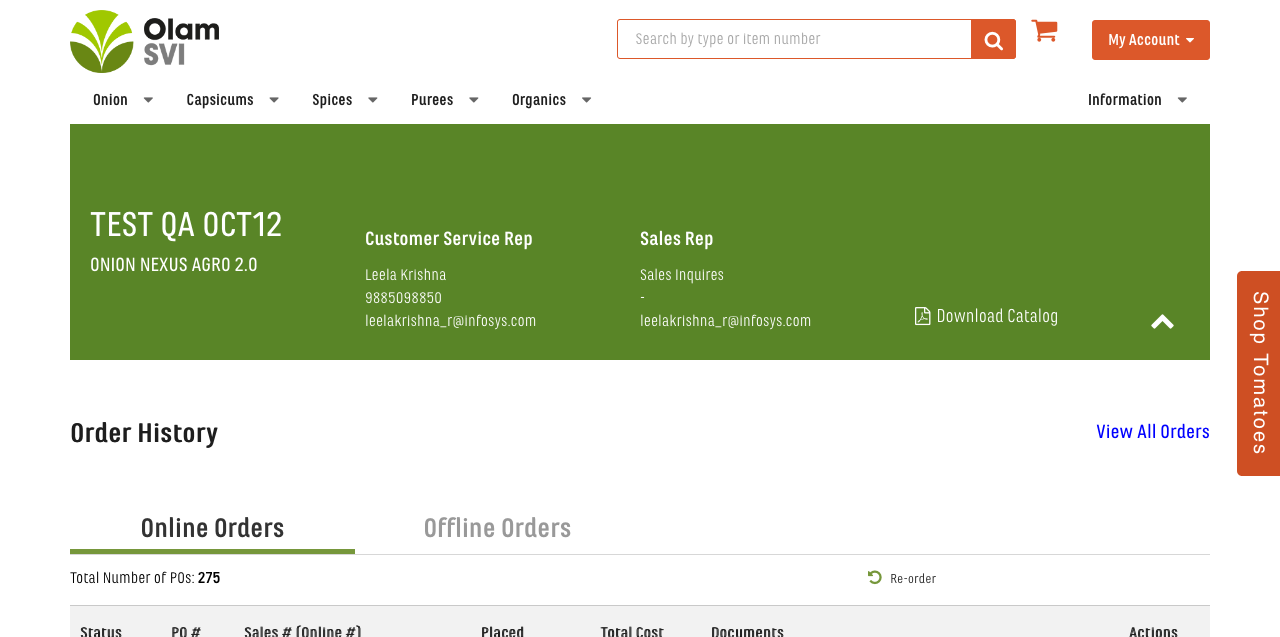 Olam
SVI
Search by type or item number
My Account
Onion
Capsicums
Spices
Purees
Organics
Information
TEST QA OCT12
ONION NEXUS AGRO 2.0
Customer Service Rep
Leela Krishna
9885098850
leelakrishna_r@infosys.com
Sales Rep
Sales Inquires
-
leelakrishna_r@infosys.com
Download Catalog
Shop Tomatoes
Order History
View All Orders
Online Orders
Offline Orders
Total Number of POs: 275
Re-order
Status PO # Sales # (Online #) Placed Total Cost Documents Actions